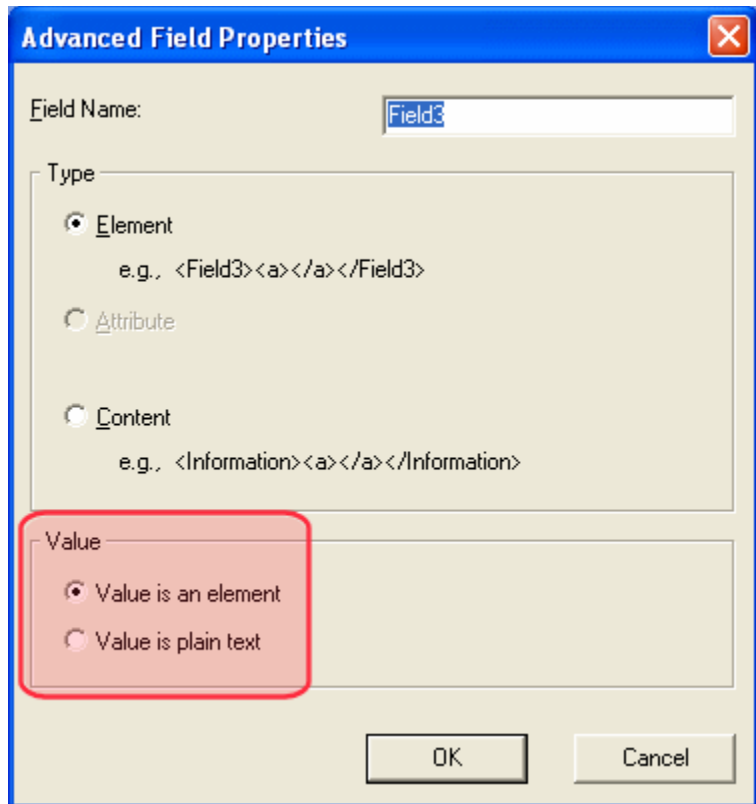 Advanced Field Properties
Field Name: Field3
Type
Element
e.g., <Field3><a></a></Field3>
Attribute
Content
e.g., <Information><a></a></Information>
Value
Value is an element
Value is plain text
OK Cancel